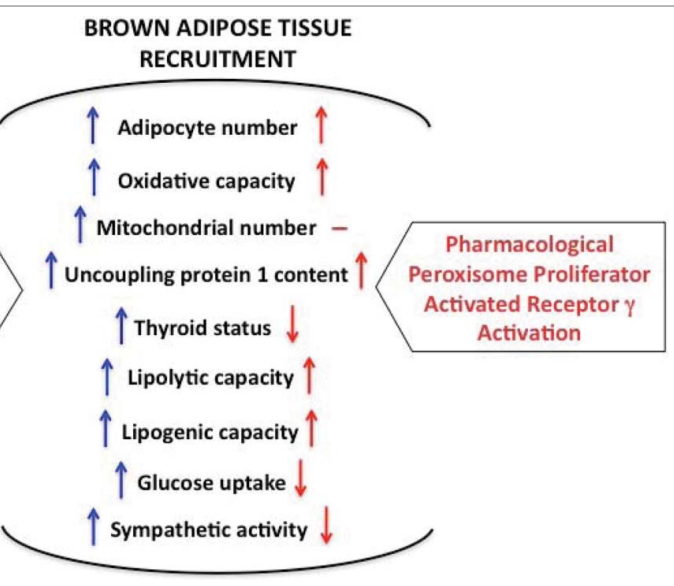 BROWN ADIPOSE TISSUE
RECRUITMENT
Adipocyte number
Oxidative capacity
Mitochondrial number –
Uncoupling protein 1 content
Thyroid status
Lipolytic capacity
Lipogenic capacity
Glucose uptake
Sympathetic activity
Pharmacological
Peroxisome Proliferator
Activated Receptor γ
Activation